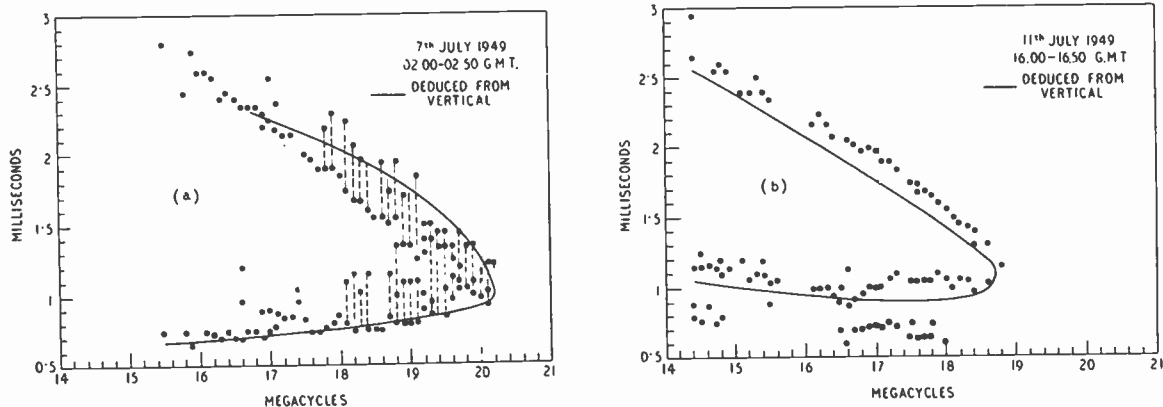 3
2·5
2
1·5
1
0·5
MILLISECONDS
7th JULY 1949
02 00-02 50 G M T.
DEDUCED FROM
VERTICAL
(a)
14 15 16 17 18 19 20 21
MEGACYCLES
3
2·5
2
1·5
1
0·5
MILLISECONDS
11th JULY 1949
16.00-16.50 G.M.T
DEDUCED FROM
VERTICAL
(b)
14 15 16 17 18 19 20 21
MEGACYCLES